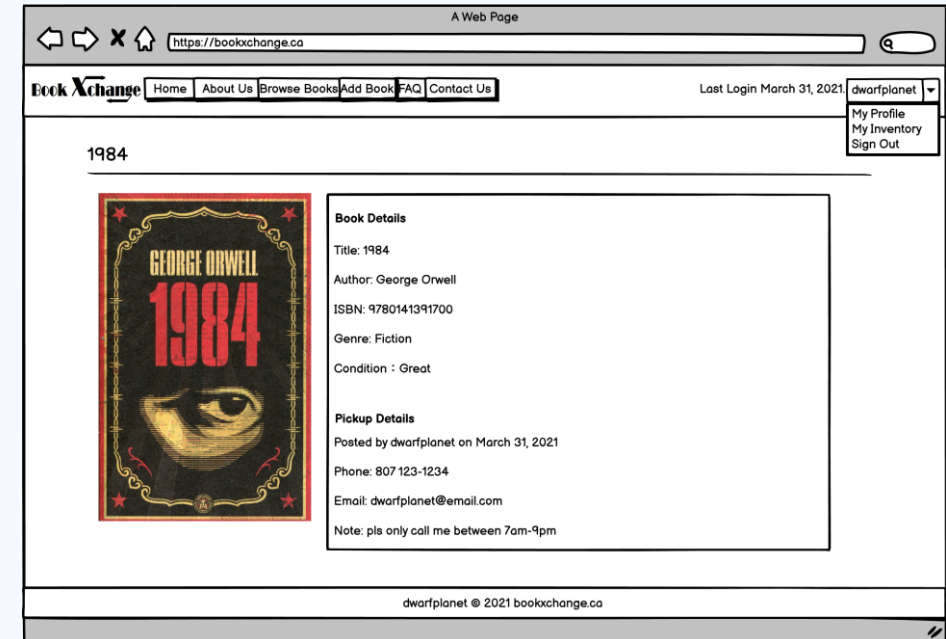 A Web Page
https://bookxchange.ca
Book Xchange Home About Us Browse Books Add Book FAQ Contact Us Last Login March 31, 2021. dwarfplanet
My Profile
My Inventory
Sign Out
1984
GEORGE ORWELL
1984
Book Details
Title: 1984
Author: George Orwell
ISBN: 9780141391700
Genre: Fiction
Condition : Great
Pickup Details
Posted by dwarfplanet on March 31, 2021
Phone: 807 123-1234
Email: dwarfplanet@email.com
Note: pls only call me between 7am-9pm
dwarfplanet © 2021 bookxchange.ca